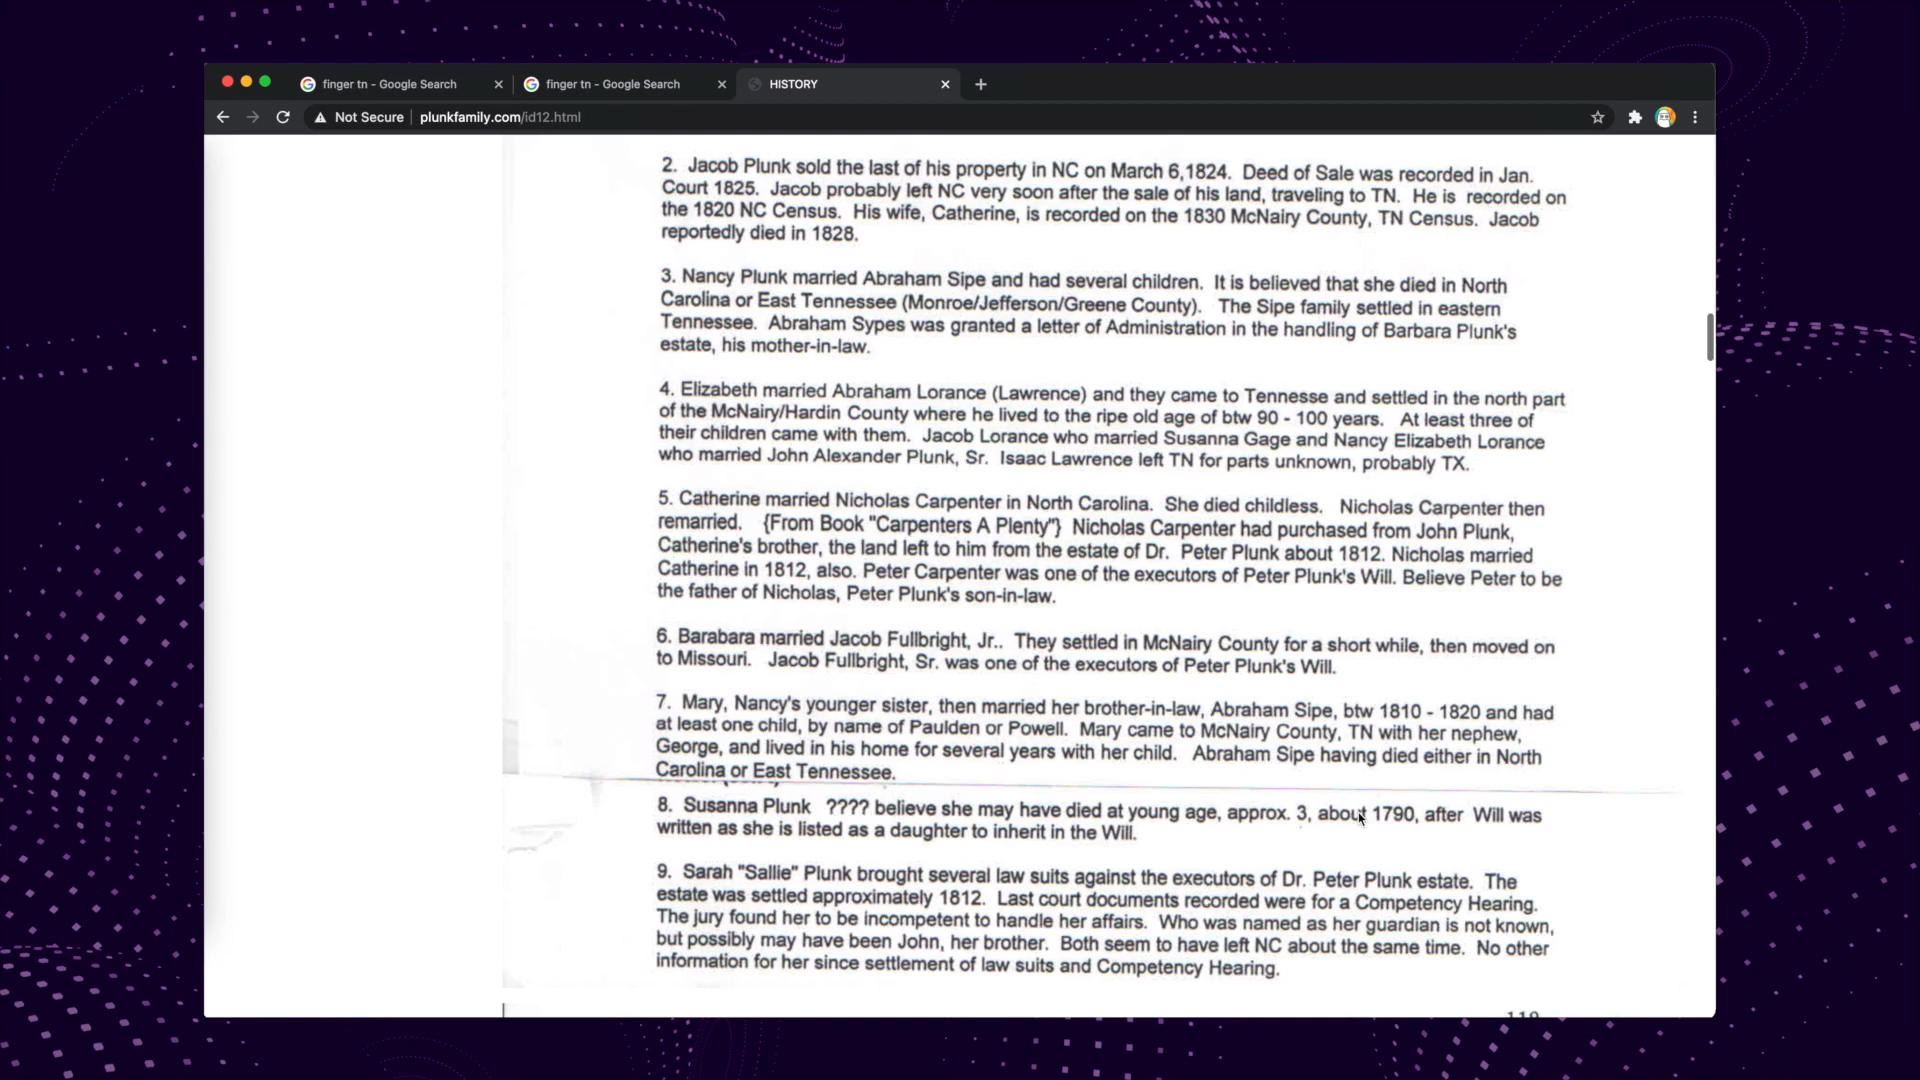 finger tn - Google Search
finger tn - Google Search
HISTORY
Not Secure
plunkfamily.com/id12.html
2. Jacob Plunk sold the last of his property in NC on March 6,1824. Deed of Sale was recorded in Jan.
Court 1825. Jacob probably left NC very soon after the sale of his land, traveling to TN. He is recorded on
the 1820 NC Census. His wife, Catherine, is recorded on the 1830 McNairy County, TN Census. Jacob
reportedly died in 1828.
3. Nancy Plunk married Abraham Sipe and had several children. It is believed that she died in North
Carolina or East Tennessee (Monroe/Jefferson/Greene County). The Sipe family settled in eastern
Tennessee. Abraham Sypes was granted a letter of Administration in the handling of Barbara Plunk's
estate, his mother-in-law.
4. Elizabeth married Abraham Lorance (Lawrence) and they came to Tennesse and settled in the north part
of the McNairy/Hardin County where he lived to the ripe old age of btw 90 - 100 years. At least three of
their children came with them. Jacob Lorance who married Susanna Gage and Nancy Elizabeth Lorance
who married John Alexander Plunk, Sr. Isaac Lawrence left TN for parts unknown, probably TX.
5. Catherine married Nicholas Carpenter in North Carolina. She died childless. Nicholas Carpenter then
remarried. {From Book "Carpenters A Plenty"} Nicholas Carpenter had purchased from John Plunk,
Catherine's brother, the land left to him from the estate of Dr. Peter Plunk about 1812. Nicholas married
Catherine in 1812, also. Peter Carpenter was one of the executors of Peter Plunk's Will. Believe Peter to be
the father of Nicholas, Peter Plunk's son-in-law.
6. Barabara married Jacob Fullbright, Jr.. They settled in McNairy County for a short while, then moved on
to Missouri. Jacob Fullbright, Sr. was one of the executors of Peter Plunk's Will.
7. Mary, Nancy's younger sister, then married her brother-in-law, Abraham Sipe, btw 1810 - 1820 and had
at least one child, by name of Paulden or Powell. Mary came to McNairy County, TN with her nephew,
George, and lived in his home for several years with her child. Abraham Sipe having died either in North
Carolina or East Tennessee.
8. Susanna Plunk ???? believe she may have died at young age, approx. 3, about 1790, after Will was
written as she is listed as a daughter to inherit in the Will.
9. Sarah "Sallie" Plunk brought several law suits against the executors of Dr. Peter Plunk estate. The
estate was settled approximately 1812. Last court documents recorded were for a Competency Hearing.
The jury found her to be incompetent to handle her affairs. Who was named as her guardian is not known,
but possibly may have been John, her brother. Both seem to have left NC about the same time. No other
information for her since settlement of law suits and Competency Hearing.